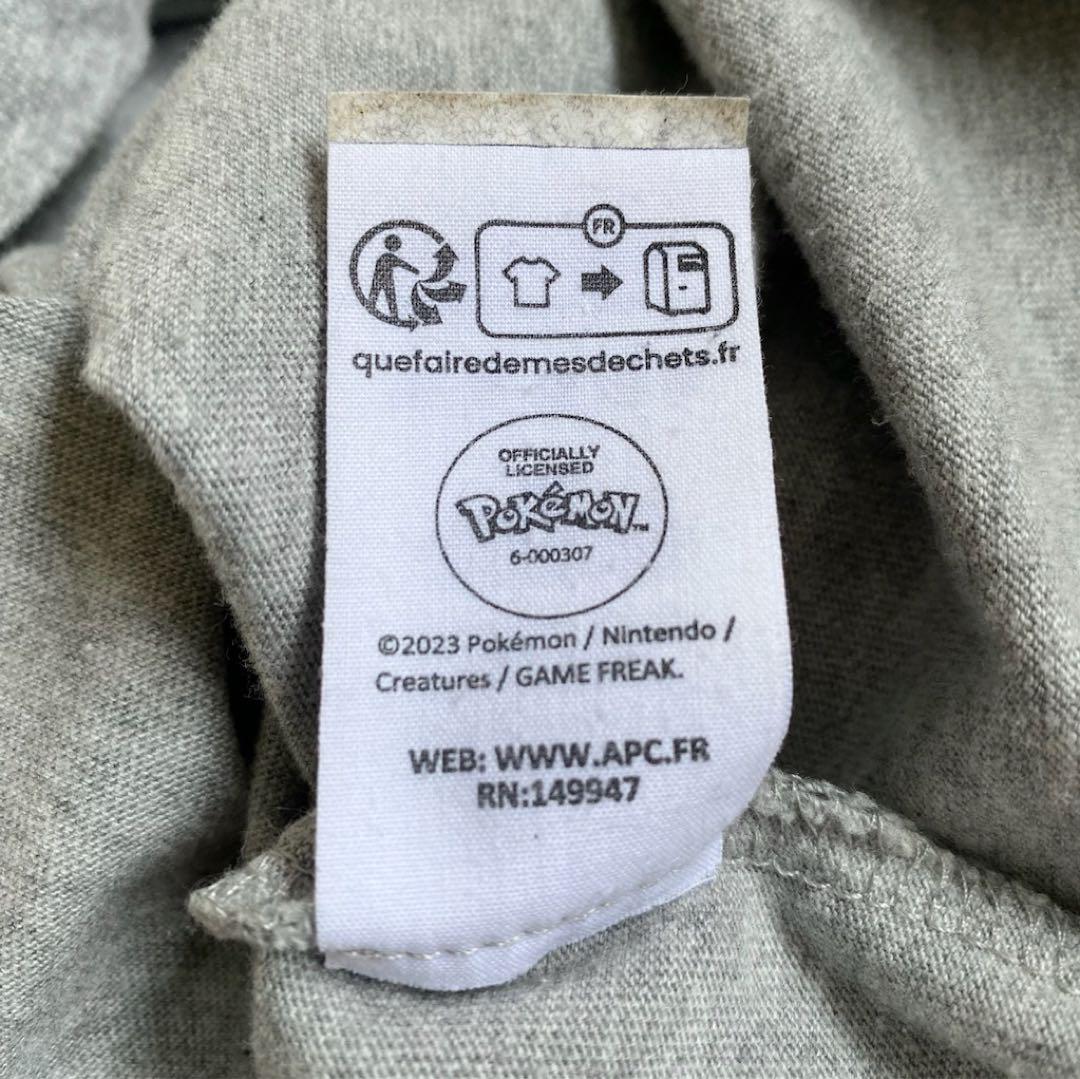 FR
quefairedemesdechets.fr
OFFICIALLY
LICENSED
POKéMON™
6-000307
©2023 Pokémon / Nintendo /
Creatures / GAME FREAK.
WEB: WWW.APC.FR
RN:149947